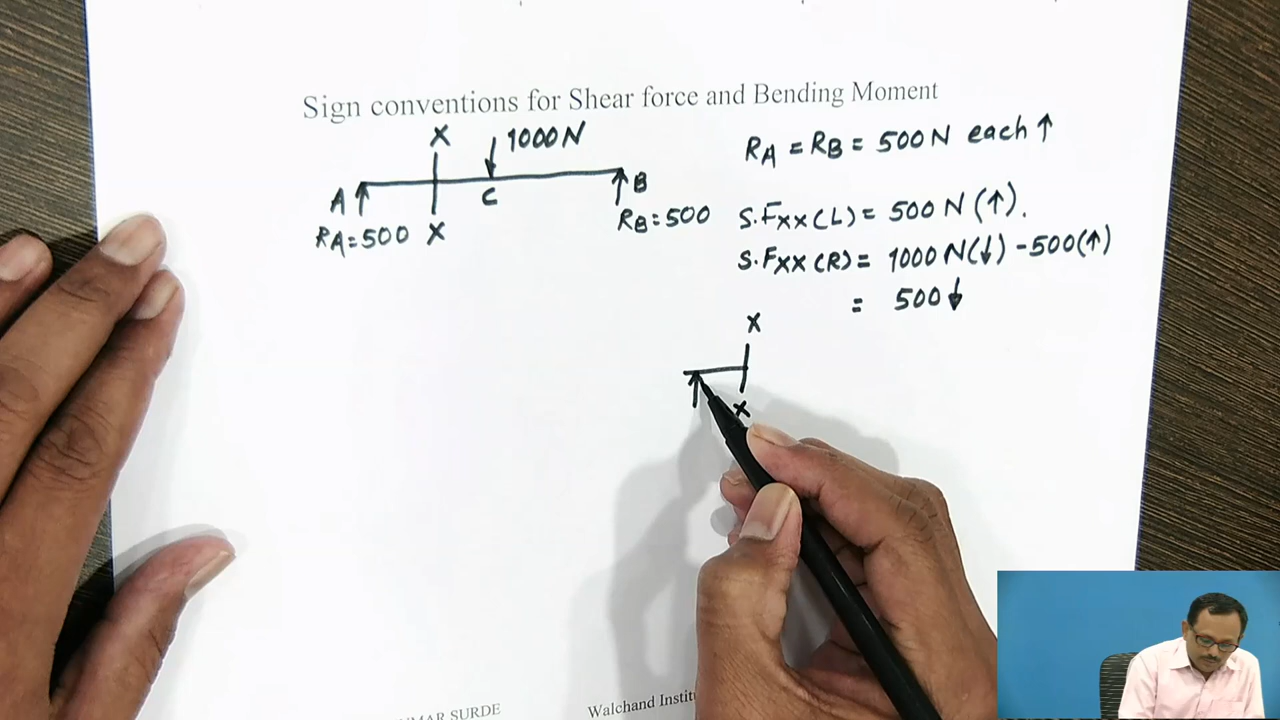 Sign conventions for Shear force and Bending Moment
X
1000N
A
C
B
RA=500
X
RB=500
RA = RB = 500N each ↑
S.FXX(L) = 500 N (↑).
S.FXX(R) = 1000 N(↓) -500(↑)
= 500↓
X
X
MAR SURDE
Walchand Instit